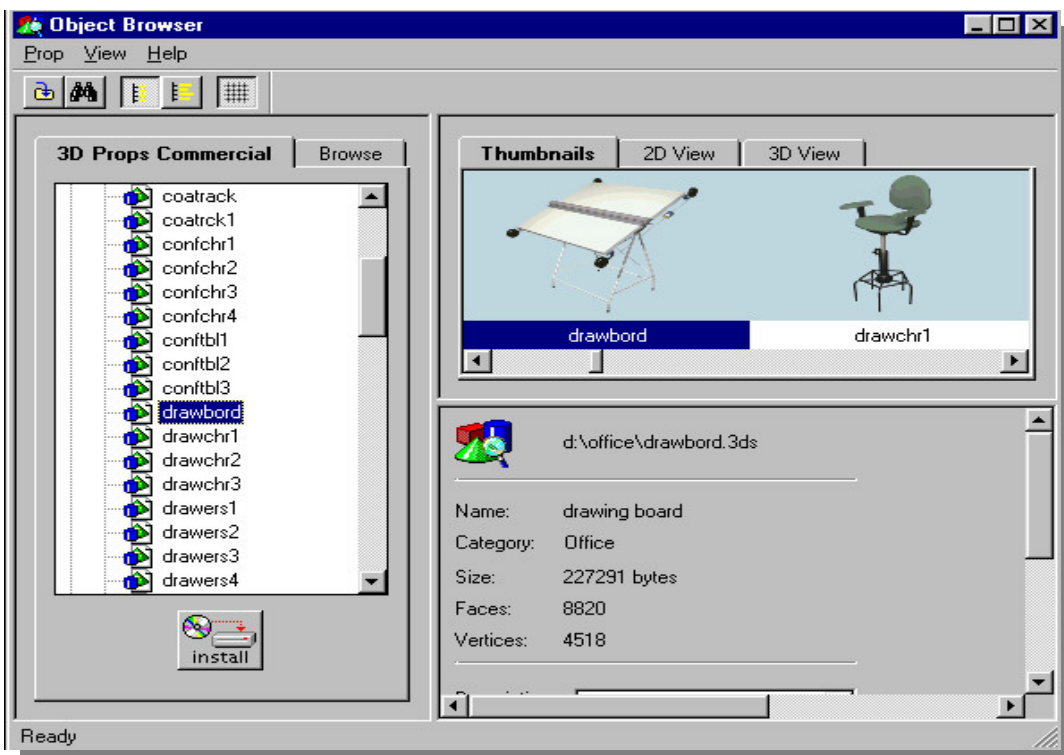 Object Browser
Prop View Help
3D Props Commercial Browse
coatrack
coatrck1
confchr1
confchr2
confchr3
confchr4
conftbl1
conftbl2
conftbl3
drawbord
drawchr1
drawchr2
drawchr3
drawers1
drawers2
drawers3
drawers4
install
Thumbnails 2D View 3D View
drawbord drawchr1
d:\office\drawbord.3ds
Name: drawing board
Category: Office
Size: 227291 bytes
Faces: 8820
Vertices: 4518
Ready